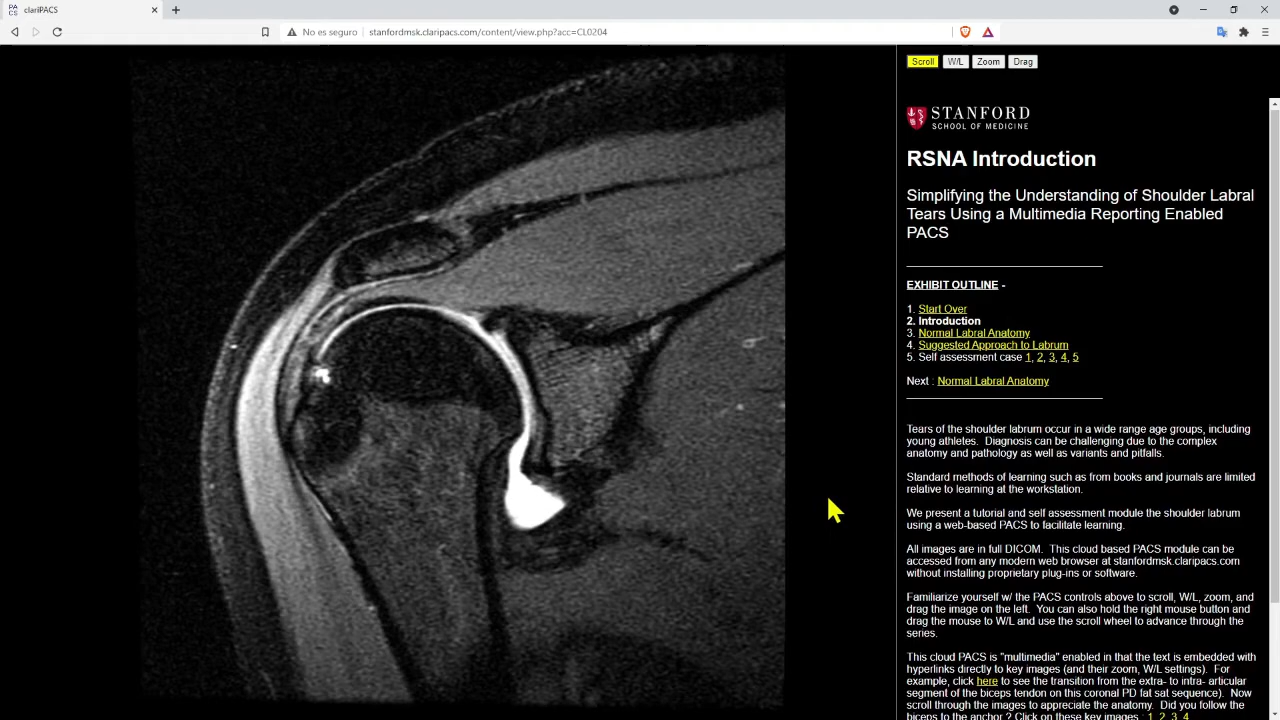 clariPACS
No es seguro
stanfordmsk.claripacs.com/content/view.php?acc=CL0204
Scroll W/L Zoom Drag
STANFORD
SCHOOL OF MEDICINE
RSNA Introduction
Simplifying the Understanding of Shoulder Labral
Tears Using a Multimedia Reporting Enabled
PACS
EXHIBIT OUTLINE -
1. Start Over
2. Introduction
3. Normal Labral Anatomy
4. Suggested Approach to Labrum
5. Self assessment case 1, 2, 3, 4, 5
Next : Normal Labral Anatomy
Tears of the shoulder labrum occur in a wide range age groups, including
young athletes. Diagnosis can be challenging due to the complex
anatomy and pathology as well as variants and pitfalls.
Standard methods of learning such as from books and journals are limited
relative to learning at the workstation.
We present a tutorial and self assessment module the shoulder labrum
using a web-based PACS to facilitate learning.
All images are in full DICOM. This cloud based PACS module can be
accessed from any modern web browser at stanfordmsk.claripacs.com
without installing proprietary plug-ins or software.
Familiarize yourself w/ the PACS controls above to scroll, W/L, zoom, and
drag the image on the left. You can also hold the right mouse button and
drag the mouse to W/L and use the scroll wheel to advance through the
series.
This cloud PACS is "multimedia" enabled in that the text is embedded with
hyperlinks directly to key images (and their zoom, W/L settings). For
example, click here to see the transition from the extra- to intra- articular
segment of the biceps tendon on this coronal PD fat sat sequence). Now
scroll through the images to appreciate the anatomy. Did you follow the
biceps to the anchor ? Click on these key images : 1, 2, 3, 4